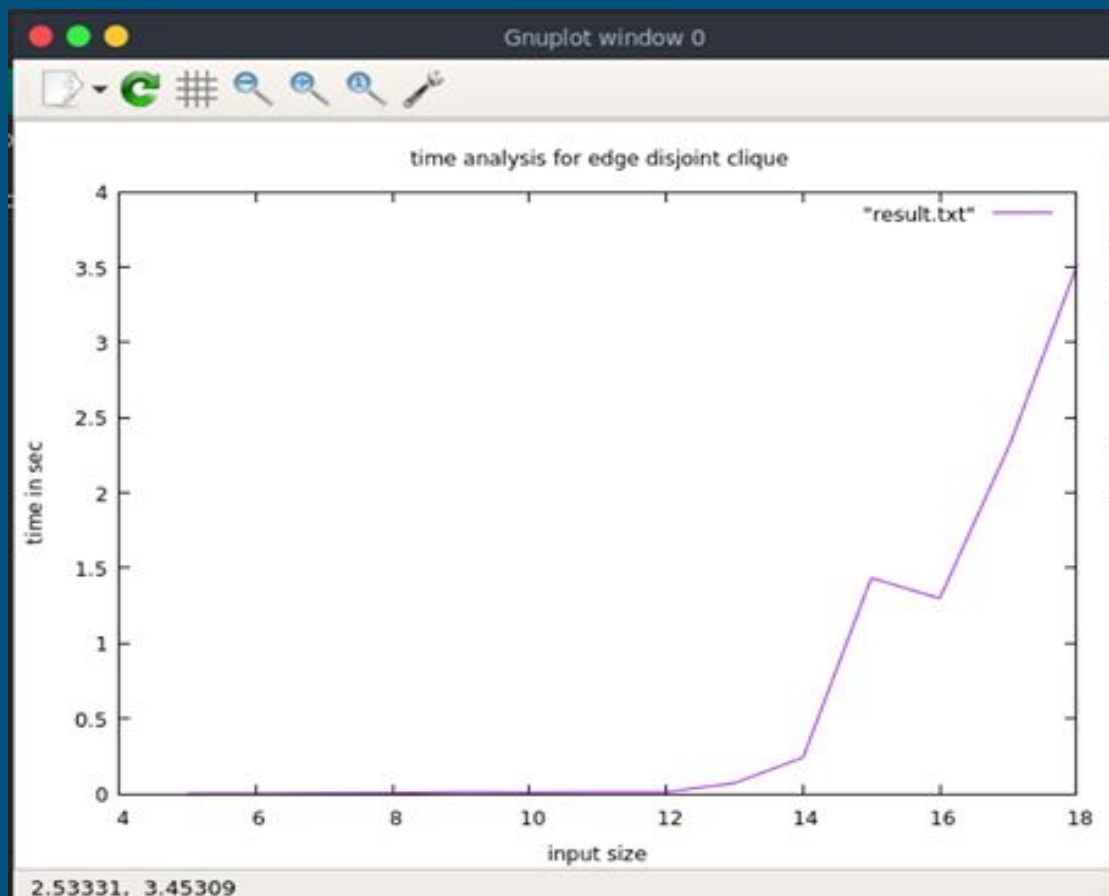 Gnuplot window 0
time analysis for edge disjoint clique
"result.txt"
4
3.5
3
2.5
2
1.5
1
0.5
0
time in sec
4 6 8 10 12 14 16 18
input size
2.53331, 3.45309